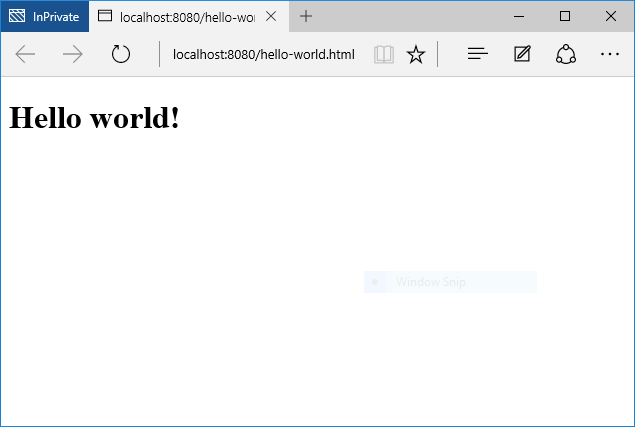 InPrivate
localhost:8080/hello-wor
localhost:8080/hello-world.html
Hello world!
Window Snip